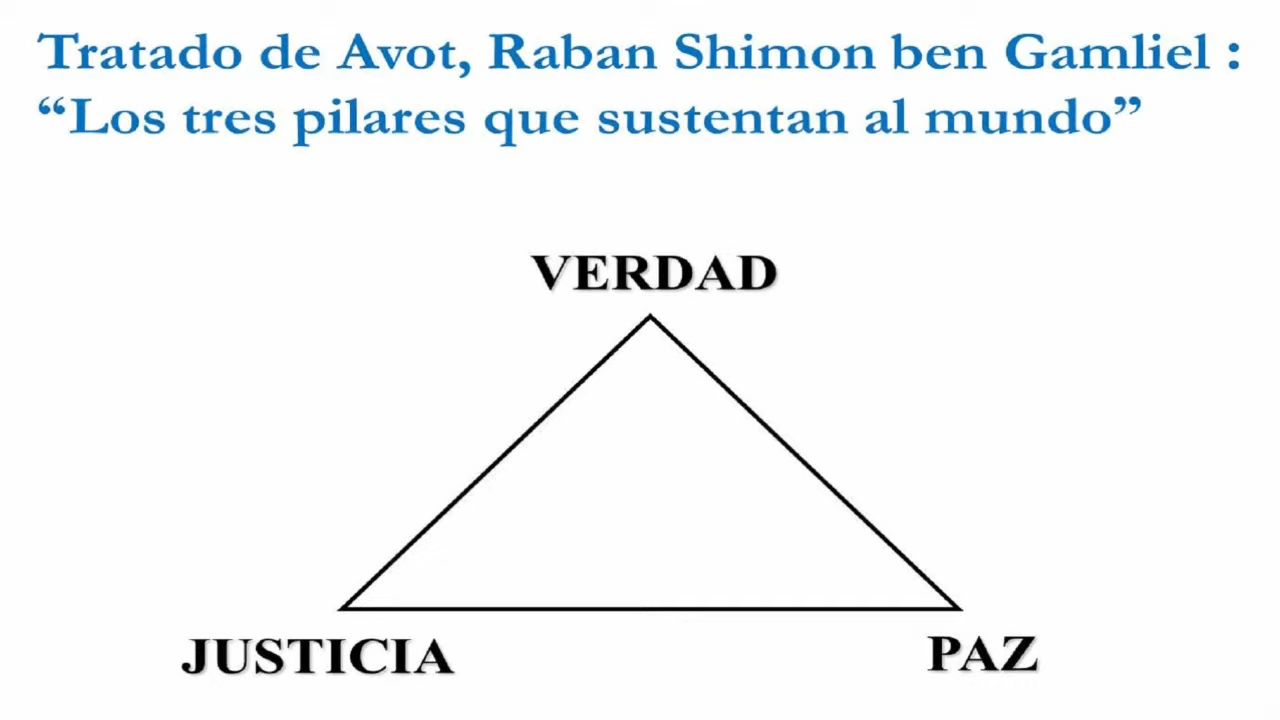 Tratado de Avot, Raban Shimon ben Gamliel :
“Los tres pilares que sustentan al mundo”
VERDAD
JUSTICIA
PAZ